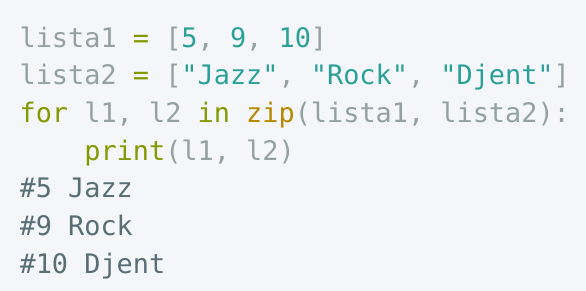 lista1 = [5, 9, 10]
lista2 = ["Jazz", "Rock", "Djent"]
for l1, l2 in zip(lista1, lista2):
    print(l1, l2)
#5 Jazz
#9 Rock
#10 Djent